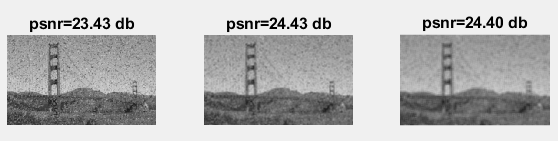 psnr=23.43 db
psnr=24.43 db
psnr=24.40 db